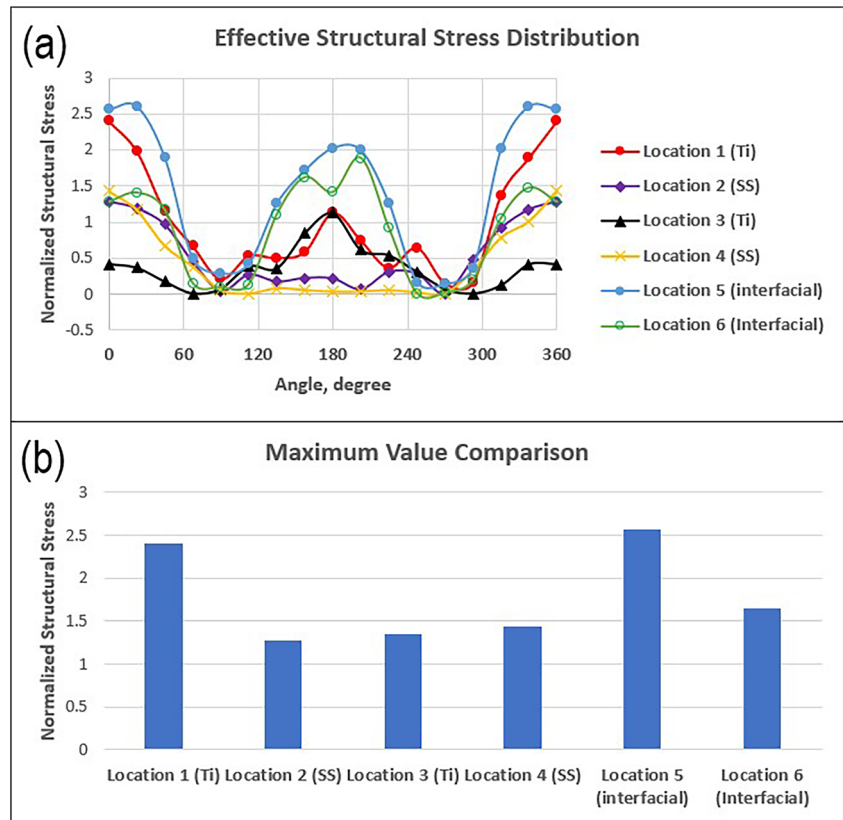 (a)
Effective Structural Stress Distribution
Normalized Structural Stress
3
2.5
2
1.5
1
0.5
0
-0.5
0 60 120 180 240 300 360
Angle, degree
Location 1 (Ti)
Location 2 (SS)
Location 3 (Ti)
Location 4 (SS)
Location 5 (interfacial)
Location 6 (Interfacial)
(b)
Maximum Value Comparison
Normalized Structural Stress
3
2.5
2
1.5
1
0.5
0
Location 1 (Ti) Location 2 (SS) Location 3 (Ti) Location 4 (SS) Location 5 Location 6
(interfacial) (Interfacial)